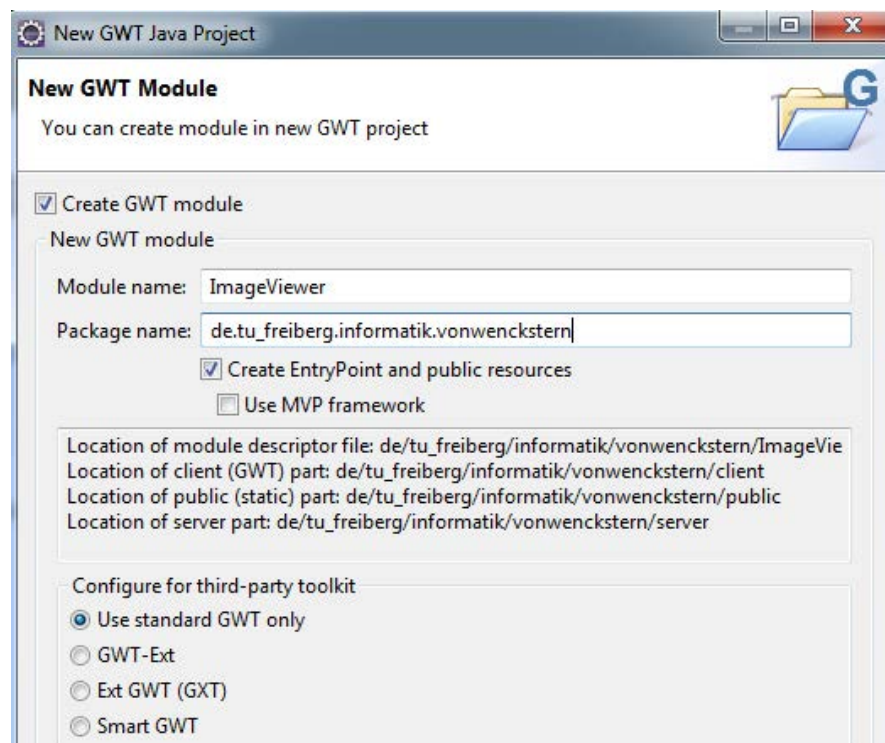 New GWT Java Project
New GWT Module
G
You can create module in new GWT project
Create GWT module
New GWT module
Module name: ImageViewer
Package name: de.tu_freiberg.informatik.vonwenckstern
Create EntryPoint and public resources
Use MVP framework
Location of module descriptor file: de/tu_freiberg/informatik/vonwenckstern/ImageVie
Location of client (GWT) part: de/tu_freiberg/informatik/vonwenckstern/client
Location of public (static) part: de/tu_freiberg/informatik/vonwenckstern/public
Location of server part: de/tu_freiberg/informatik/vonwenckstern/server
Configure for third-party toolkit
Use standard GWT only
GWT-Ext
Ext GWT (GXT)
Smart GWT